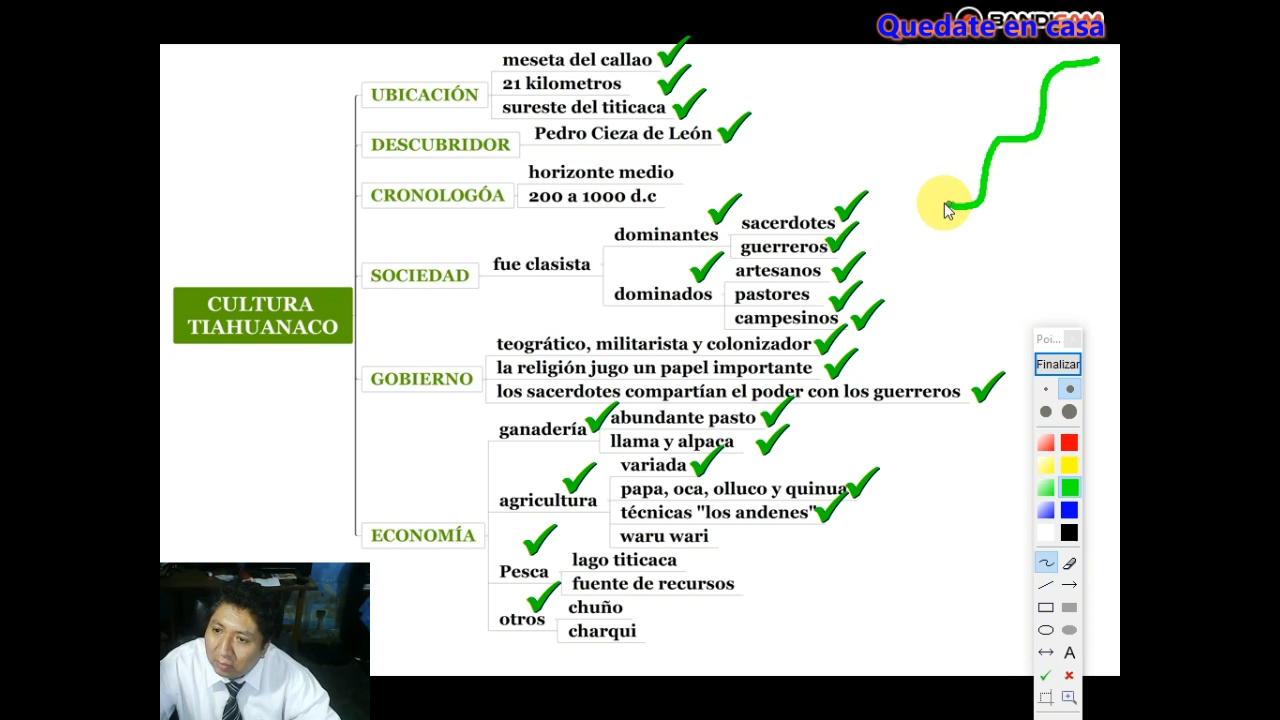 BANDICAM
Quedate en casa
meseta del callao
21 kilometros
sureste del titicaca
UBICACIÓN
Pedro Cieza de León
DESCUBRIDOR
horizonte medio
200 a 1000 d.c
CRONOLOGÓA
sacerdotes
guerreros
dominantes
artesanos
pastores
campesinos
dominados
fue clasista
SOCIEDAD
CULTURA
TIAHUANACO
teogrático, militarista y colonizador
la religión jugo un papel importante
los sacerdotes compartían el poder con los guerreros
GOBIERNO
abundante pasto
llama y alpaca
ganadería
variada
papa, oca, olluco y quinua
técnicas "los andenes"
waru wari
agricultura
ECONOMÍA
lago titicaca
fuente de recursos
Pesca
chuño
charqui
otros
Poi...
Finalizar
A